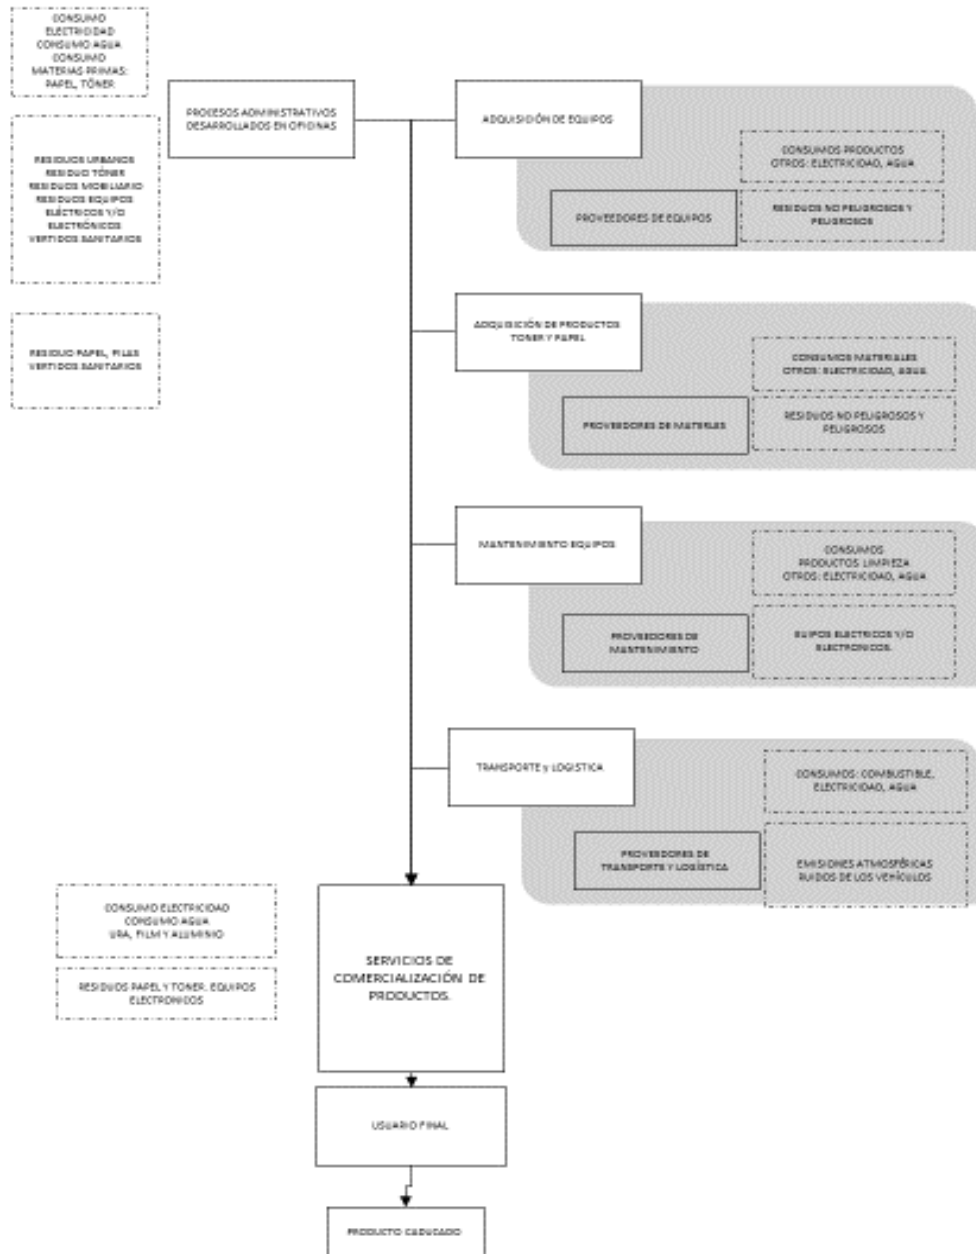 CONSUMO
ELECTRICIDAD
CONSUMO AGUA
CONSUMO
MATERIAS PRIMAS:
PAPEL, TÓNER
PROCESOS ADMINISTRATIVOS
DESARROLLADOS EN OFICINAS
ADQUISICIÓN DE EQUIPOS
CONSUMOS PRODUCTOS
OTROS: ELECTRICIDAD, AGUA
PROVEEDORES DE EQUIPOS
RESIDUOS NO PELIGROSOS Y
PELIGROSOS
RESIDUOS URBANOS
RESIDUO TÓNER
RESIDUOS MOBILIARIO
RESIDUOS EQUIPOS
ELÉCTRICOS Y/O
ELECTRÓNICOS
VERTIDOS SANITARIOS
RESIDUO PAPEL, PILAS
VERTIDOS SANITARIOS
ADQUISICIÓN DE PRODUCTOS
TONER Y PAPEL
CONSUMOS MATERIALES
OTROS: ELECTRICIDAD, AGUA
PROVEEDORES DE MATERLES
RESIDUOS NO PELIGROSOS Y
PELIGROSOS
MANTENIMIENTO EQUIPOS
CONSUMOS
PRODUCTOS LIMPIEZA
OTROS: ELECTRICIDAD, AGUA
PROVEEDORES DE
MANTENIMIENTO
EUIPOS ELECTRICOS Y/O
ELECTRONICOS.
TRANSPORTE y LOGISTICA
CONSUMOS: COMBUSTIBLE,
ELECTRICIDAD, AGUA
PROVEEDORES DE
TRANSPORTE Y LOGÍSTICA
EMISIONES ATMOSFÉRICAS
RUIDOS DE LOS VEHÍCULOS
CONSUMO ELECTRICIDAD
CONSUMO AGUA
URA, FILM Y ALUMINIO
RESIDUOS PAPEL Y TONER: EQUIPOS
ELECTRONICOS
SERVICIOS DE
COMERCIALIZACIÓN DE
PRODUCTOS.
USUARIO FINAL
PRODUCTO CADUCADO